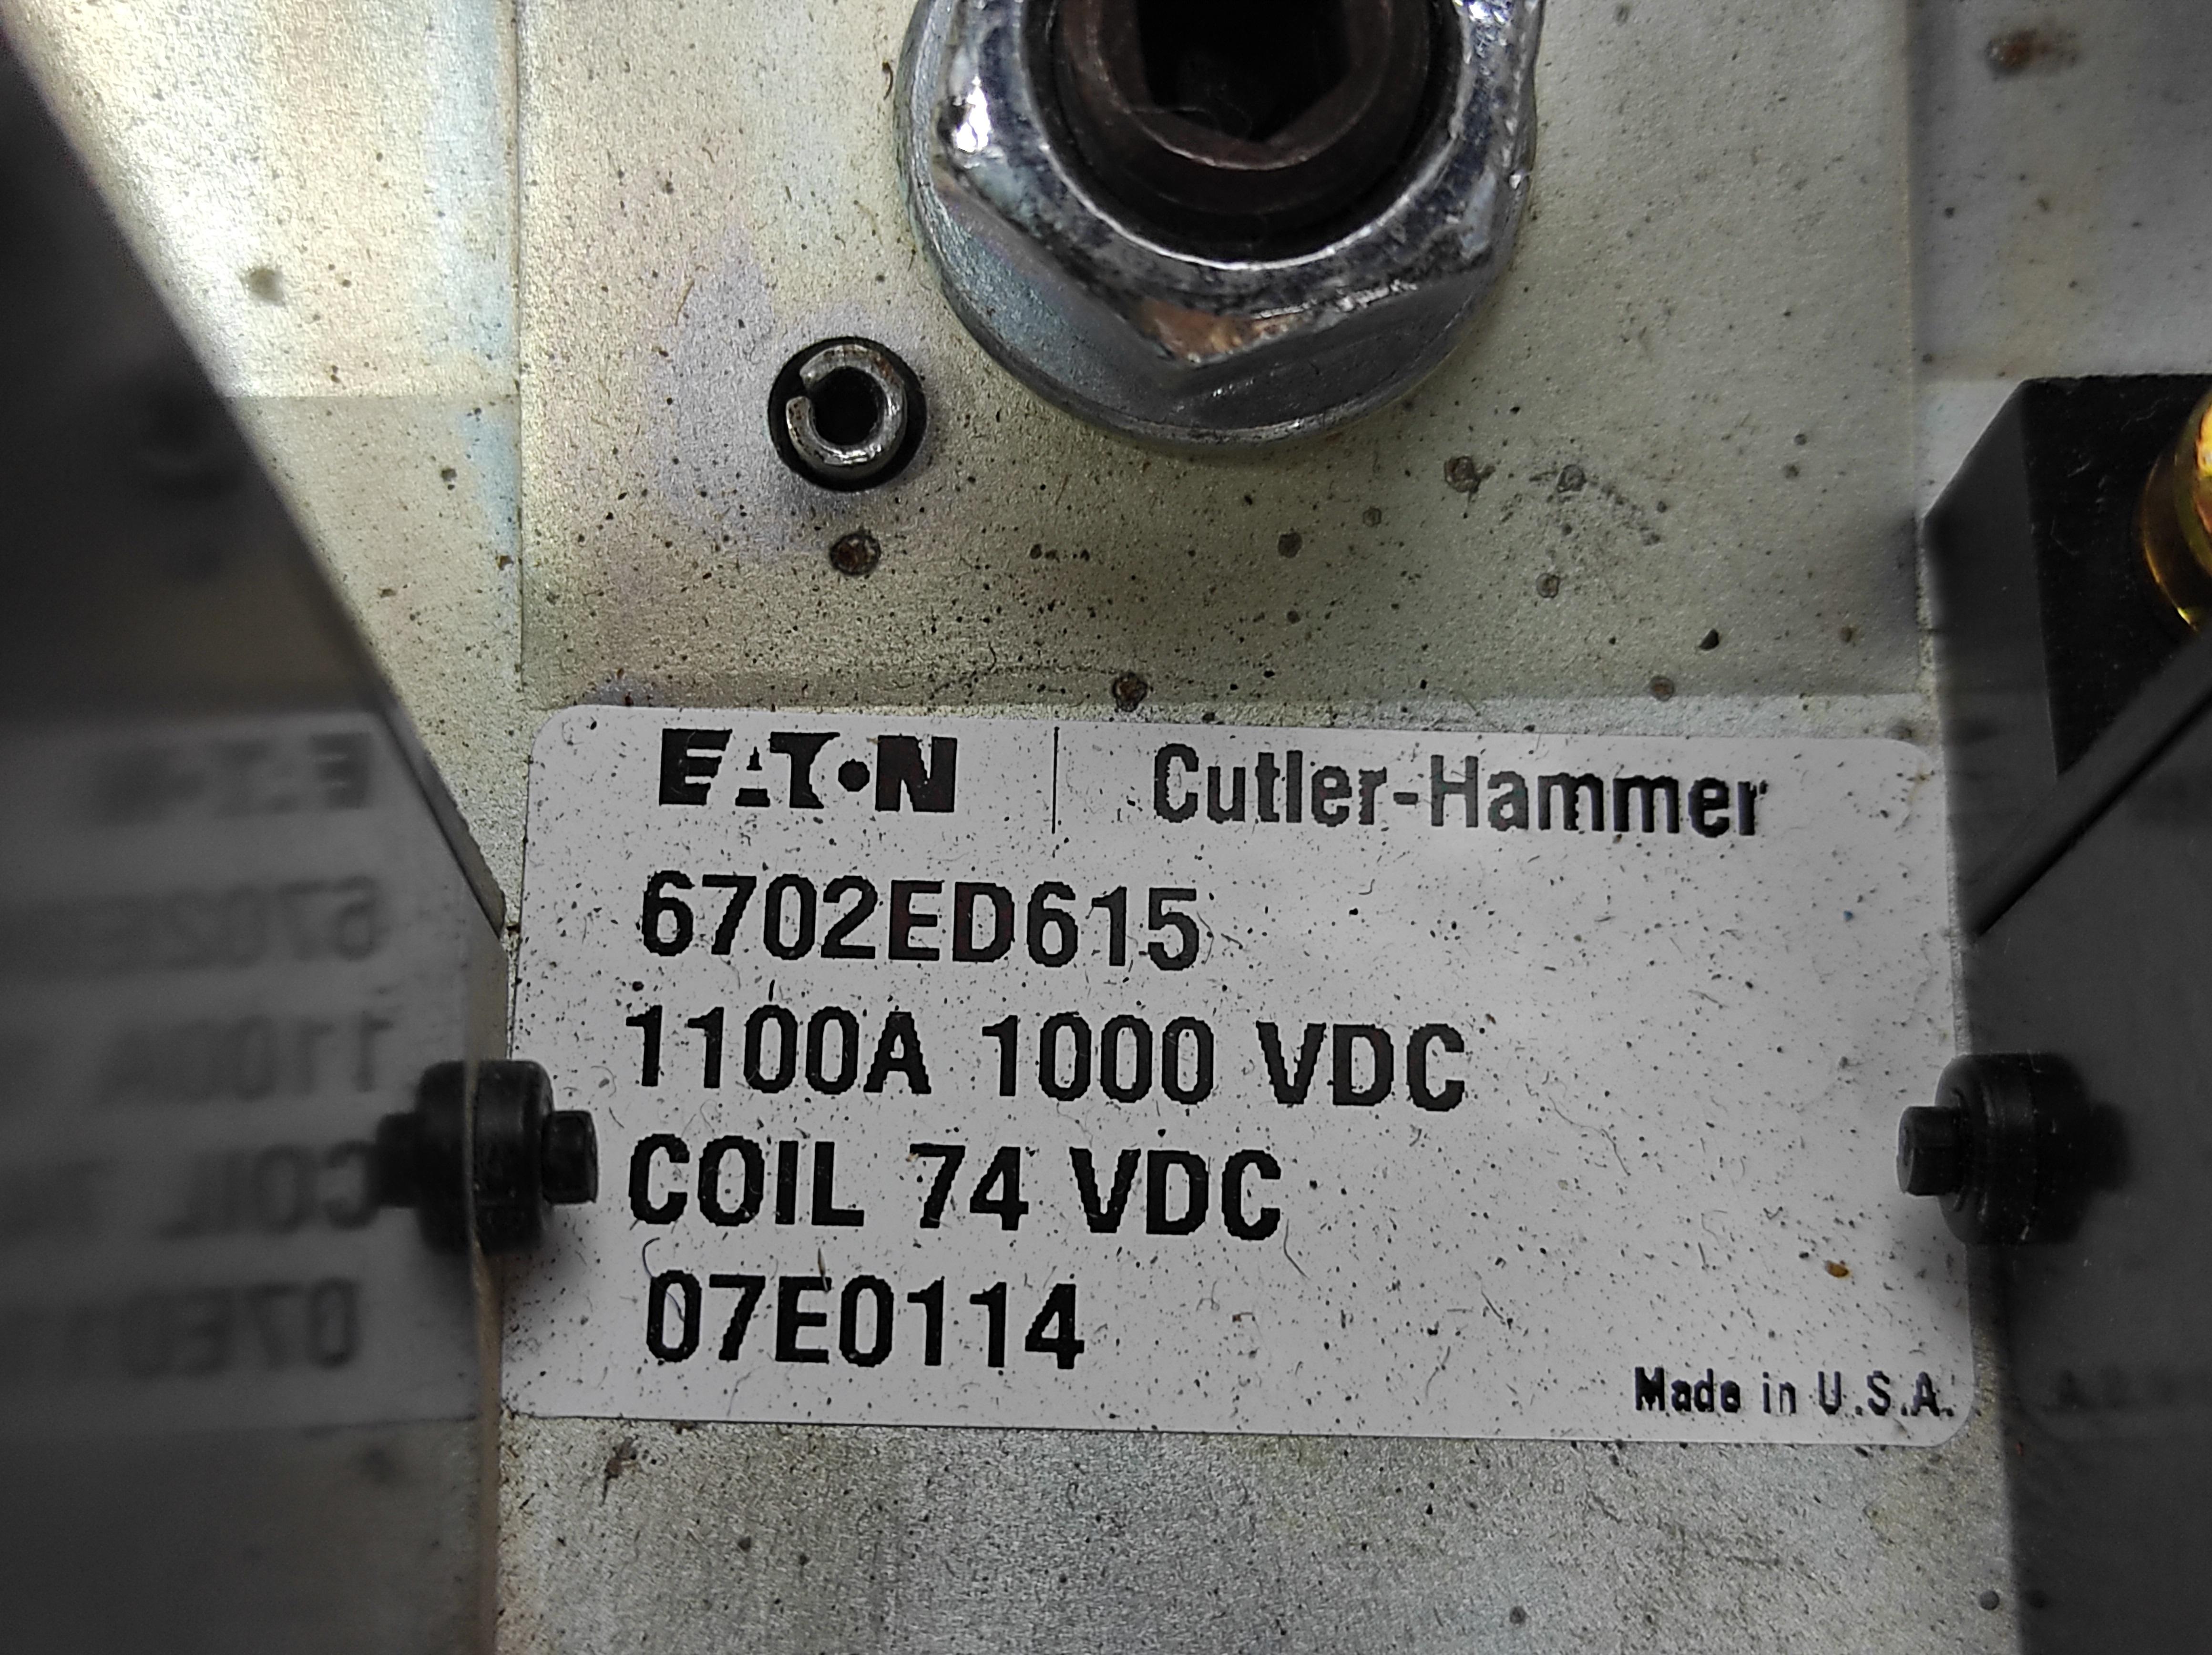 EATON | Cutler-Hammer
6702ED615
1100A 1000 VDC
COIL 74 VDC
07E0114
Made in U.S.A.